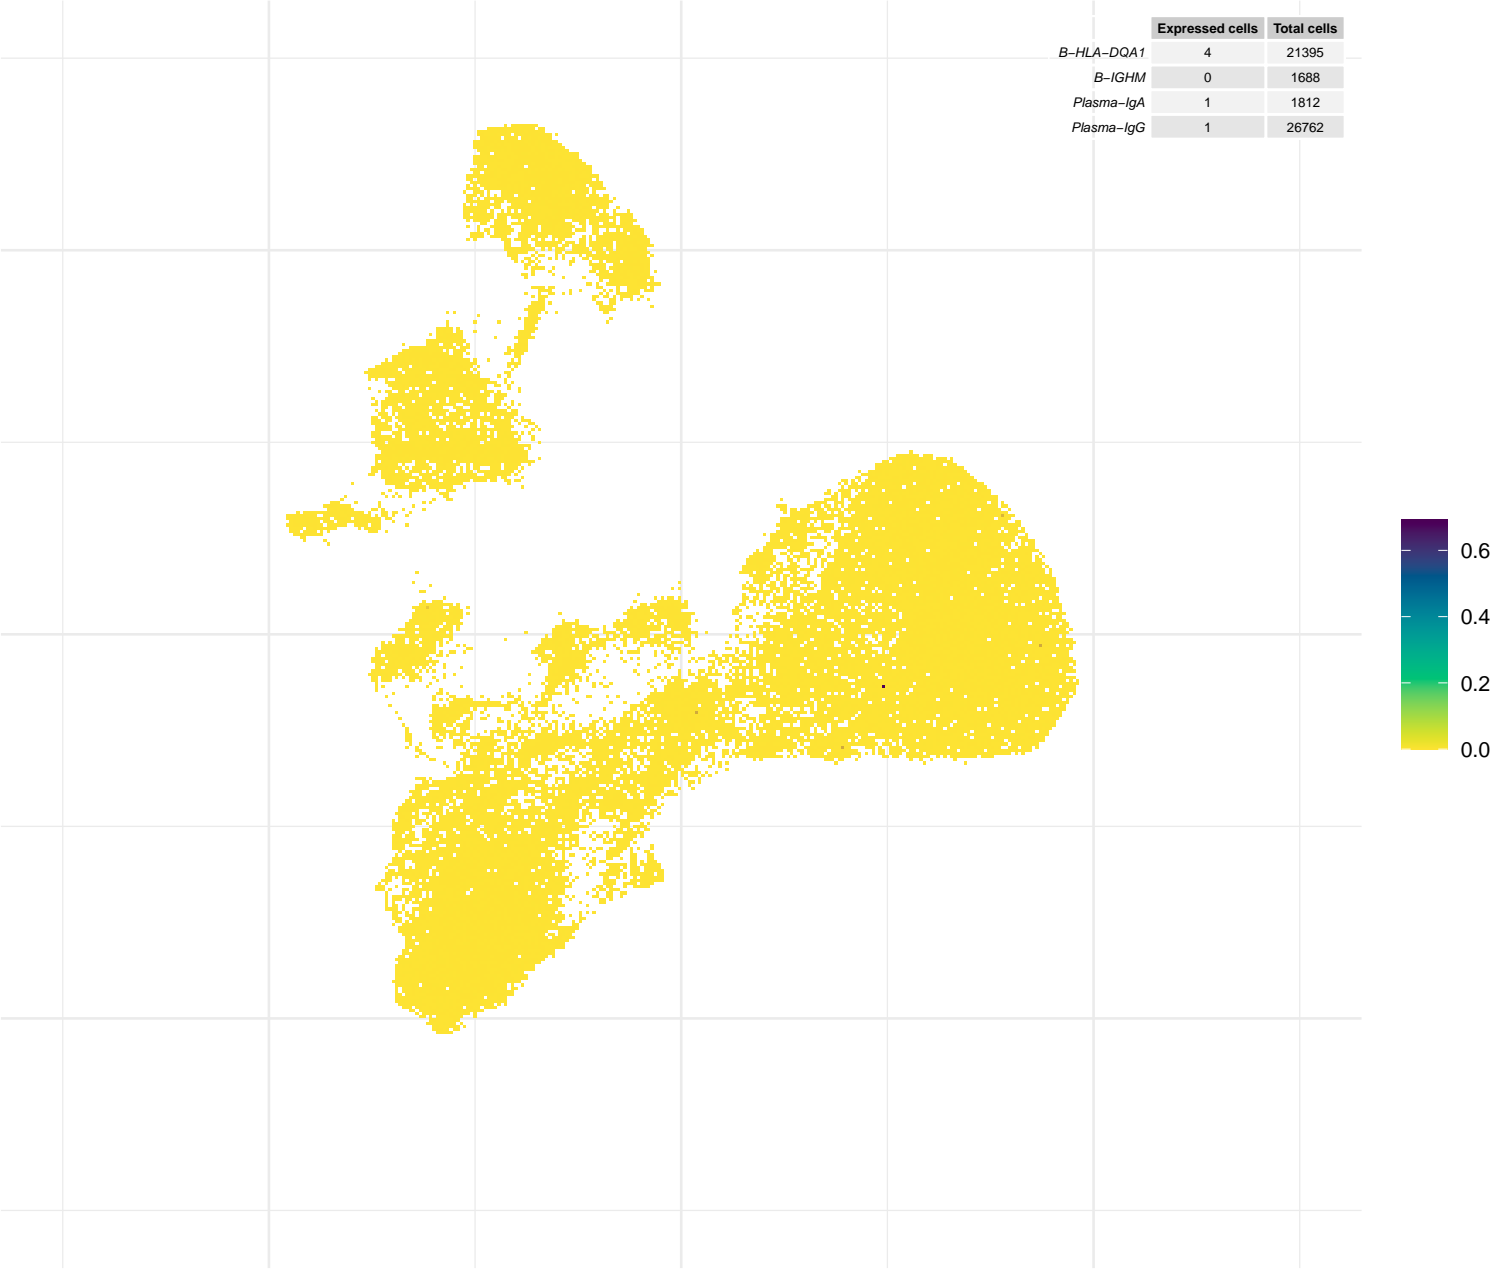 Expressed cells Total cells
B−HLA−DQA1 4 21395
B−IGHM 0 1688
Plasma−IgA 1 1812
Plasma−IgG 1 26762
0.6
0.4
0.2
0.0